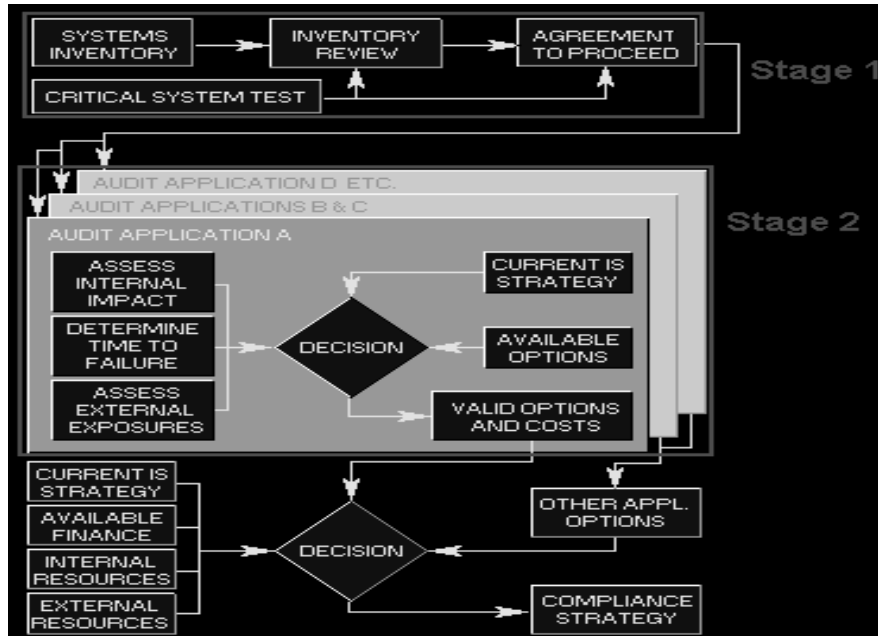 SYSTEMS
INVENTORY
INVENTORY
REVIEW
AGREEMENT
TO PROCEED
Stage 1
CRITICAL SYSTEM TEST
AUDIT APPLICATION D ETC.
AUDIT APPLICATIONS B & C
Stage 2
AUDIT APPLICATION A
ASSESS
INTERNAL
IMPACT
CURRENT IS
STRATEGY
DETERMINE
TIME TO
FAILURE
DECISION
AVAILABLE
OPTIONS
ASSESS
EXTERNAL
EXPOSURES
VALID OPTIONS
AND COSTS
CURRENT IS
STRATEGY
OTHER APPL.
OPTIONS
AVAILABLE
FINANCE
DECISION
INTERNAL
RESOURCES
EXTERNAL
RESOURCES
COMPLIANCE
STRATEGY